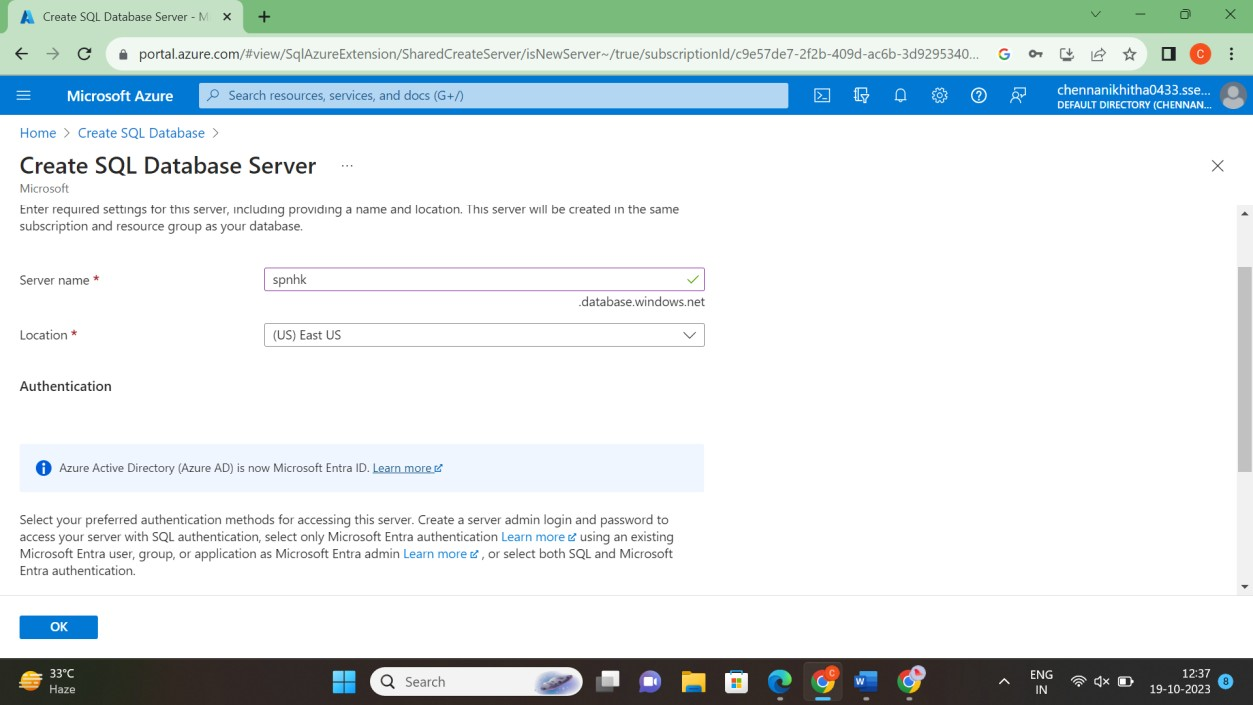 Create SQL Database Server - M
portal.azure.com/#view/SqlAzureExtension/SharedCreateServer/isNewServer~/true/subscriptionId/c9e57de7-2f2b-409d-ac6b-3d9295340...
G
C
Microsoft Azure
Search resources, services, and docs (G+/)
chennanikhitha0433.sse...
DEFAULT DIRECTORY (CHENNAN...
Home > Create SQL Database >
Create SQL Database Server ...
Microsoft
Enter required settings for this server, including providing a name and location. This server will be created in the same
subscription and resource group as your database.
Server name *
spnhk
.database.windows.net
Location *
(US) East US
Authentication
Azure Active Directory (Azure AD) is now Microsoft Entra ID. Learn more
Select your preferred authentication methods for accessing this server. Create a server admin login and password to
access your server with SQL authentication, select only Microsoft Entra authentication Learn more using an existing
Microsoft Entra user, group, or application as Microsoft Entra admin Learn more , or select both SQL and Microsoft
Entra authentication.
OK
33°C
Haze
Search
C
W
ENG
IN
12:37
19-10-2023
8